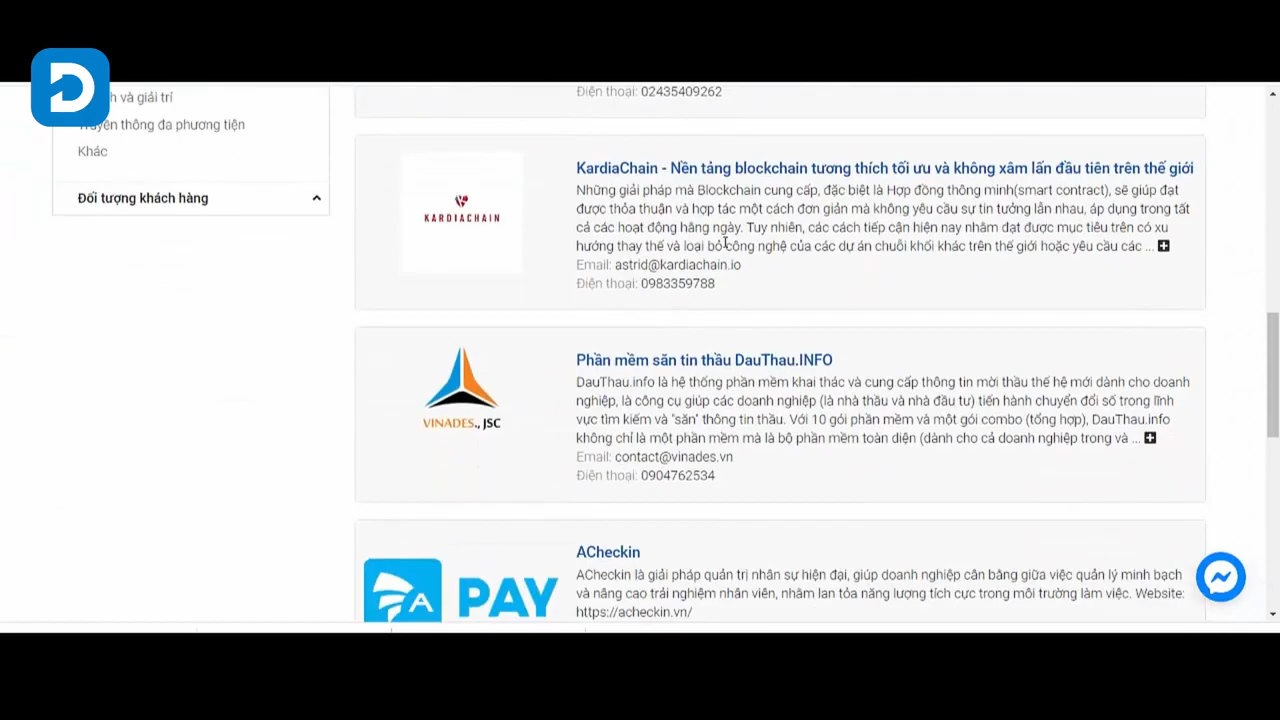 D
h và giải trí
Truyền thông đa phương tiện
Khác
Đối tượng khách hàng
Điện thoại: 02435409262
KARDIACHAIN
KardiaChain - Nền tảng blockchain tương thích tối ưu và không xâm lấn đầu tiên trên thế giới
Những giải pháp mà Blockchain cung cấp, đặc biệt là Hợp đồng thông minh(smart contract), sẽ giúp đạt
được thỏa thuận và hợp tác một cách đơn giản mà không yêu cầu sự tin tưởng lẫn nhau, áp dụng trong tất
cả các hoạt động hằng ngày. Tuy nhiên, các cách tiếp cận hiện nay nhằm đạt được mục tiêu trên có xu
hướng thay thế và loại bỏ công nghệ của các dự án chuỗi khối khác trên thế giới hoặc yêu cầu các ...
Email: astrid@kardiachain.io
Điện thoại: 0983359788
VINADES., JSC
Phần mềm săn tin thầu DauThau.INFO
DauThau.info là hệ thống phần mềm khai thác và cung cấp thông tin mời thầu thế hệ mới dành cho doanh
nghiệp, là công cụ giúp các doanh nghiệp (là nhà thầu và nhà đầu tư) tiến hành chuyển đổi số trong lĩnh
vực tìm kiếm và "săn" thông tin thầu. Với 10 gói phần mềm và một gói combo (tổng hợp), DauThau.info
không chỉ là một phần mềm mà là bộ phần mềm toàn diện (dành cho cả doanh nghiệp trong và ...
Email: contact@vinades.vn
Điện thoại: 0904762534
A PAY
ACheckin
ACheckin là giải pháp quản trị nhân sự hiện đại, giúp doanh nghiệp cân bằng giữa việc quản lý minh bạch
và nâng cao trải nghiệm nhân viên, nhằm lan tỏa năng lượng tích cực trong môi trường làm việc. Website:
https://acheckin.vn/